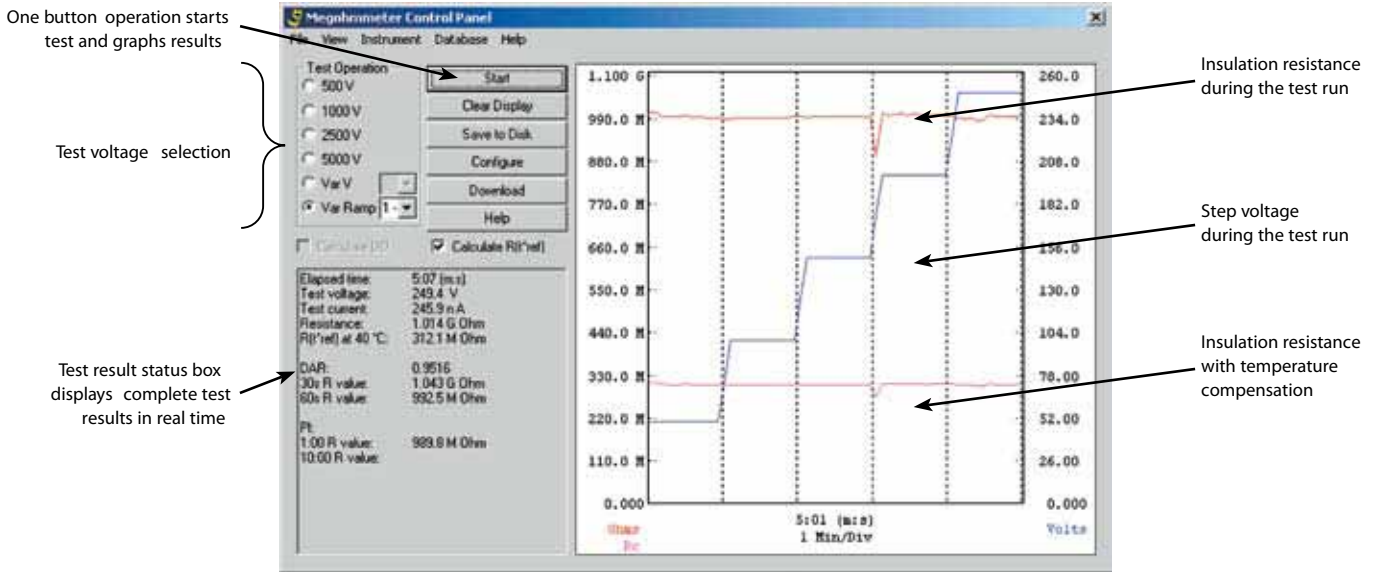 One button operation starts
test and graphs results
Test voltage selection
Test result status box
displays complete test
results in real time
Megohmmeter Control Panel
File View Instrument Database Help
Test Operation
500 V
1000 V
2500 V
5000 V
Var V
Var Ramp 1 -
Start
Clear Display
Save to Disk
Configure
Download
Help
Calculate R(t°ref)
Elapsed time: 5:07 (m:s)
Test voltage: 249.4 V
Test current: 245.9 n A
Resistance: 1.014 G Ohm
R(t°ref) at 40 °C: 312.1 M Ohm
DAR: 0.9516
30s R value: 1.043 G Ohm
60s R value: 992.5 M Ohm
PI:
1:00 R value: 989.8 M Ohm
10:00 R value:
1.100 G
990.0 M
880.0 M
770.0 M
660.0 M
550.0 M
440.0 M
330.0 M
220.0 M
110.0 M
0.000
Ohms
Rc
5:01 (m:s)
1 Min/Div
260.0
234.0
208.0
182.0
156.0
130.0
104.0
78.00
52.00
26.00
0.000
Volts
Insulation resistance
during the test run
Step voltage
during the test run
Insulation resistance
with temperature
compensation